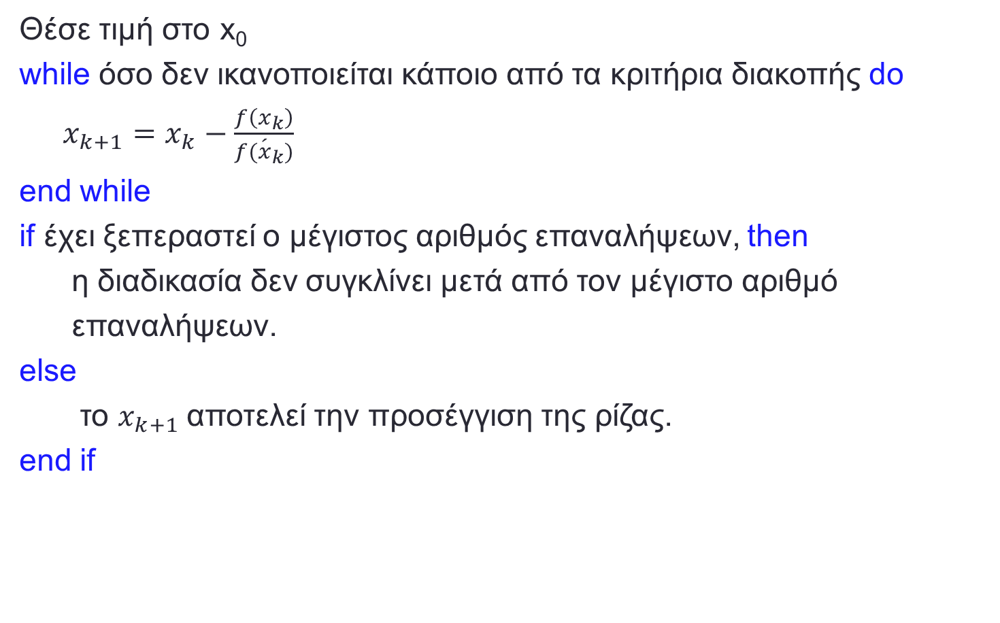 Θέσε τιμή στο x₀
while όσο δεν ικανοποιείται κάποιο από τα κριτήρια διακοπής do
x_{k+1} = x_k − \frac{f(x_k)}{f(x́_k)}
end while
if έχει ξεπεραστεί ο μέγιστος αριθμός επαναλήψεων, then
η διαδικασία δεν συγκλίνει μετά από τον μέγιστο αριθμό
επαναλήψεων.
else
το x_{k+1} αποτελεί την προσέγγιση της ρίζας.
end if